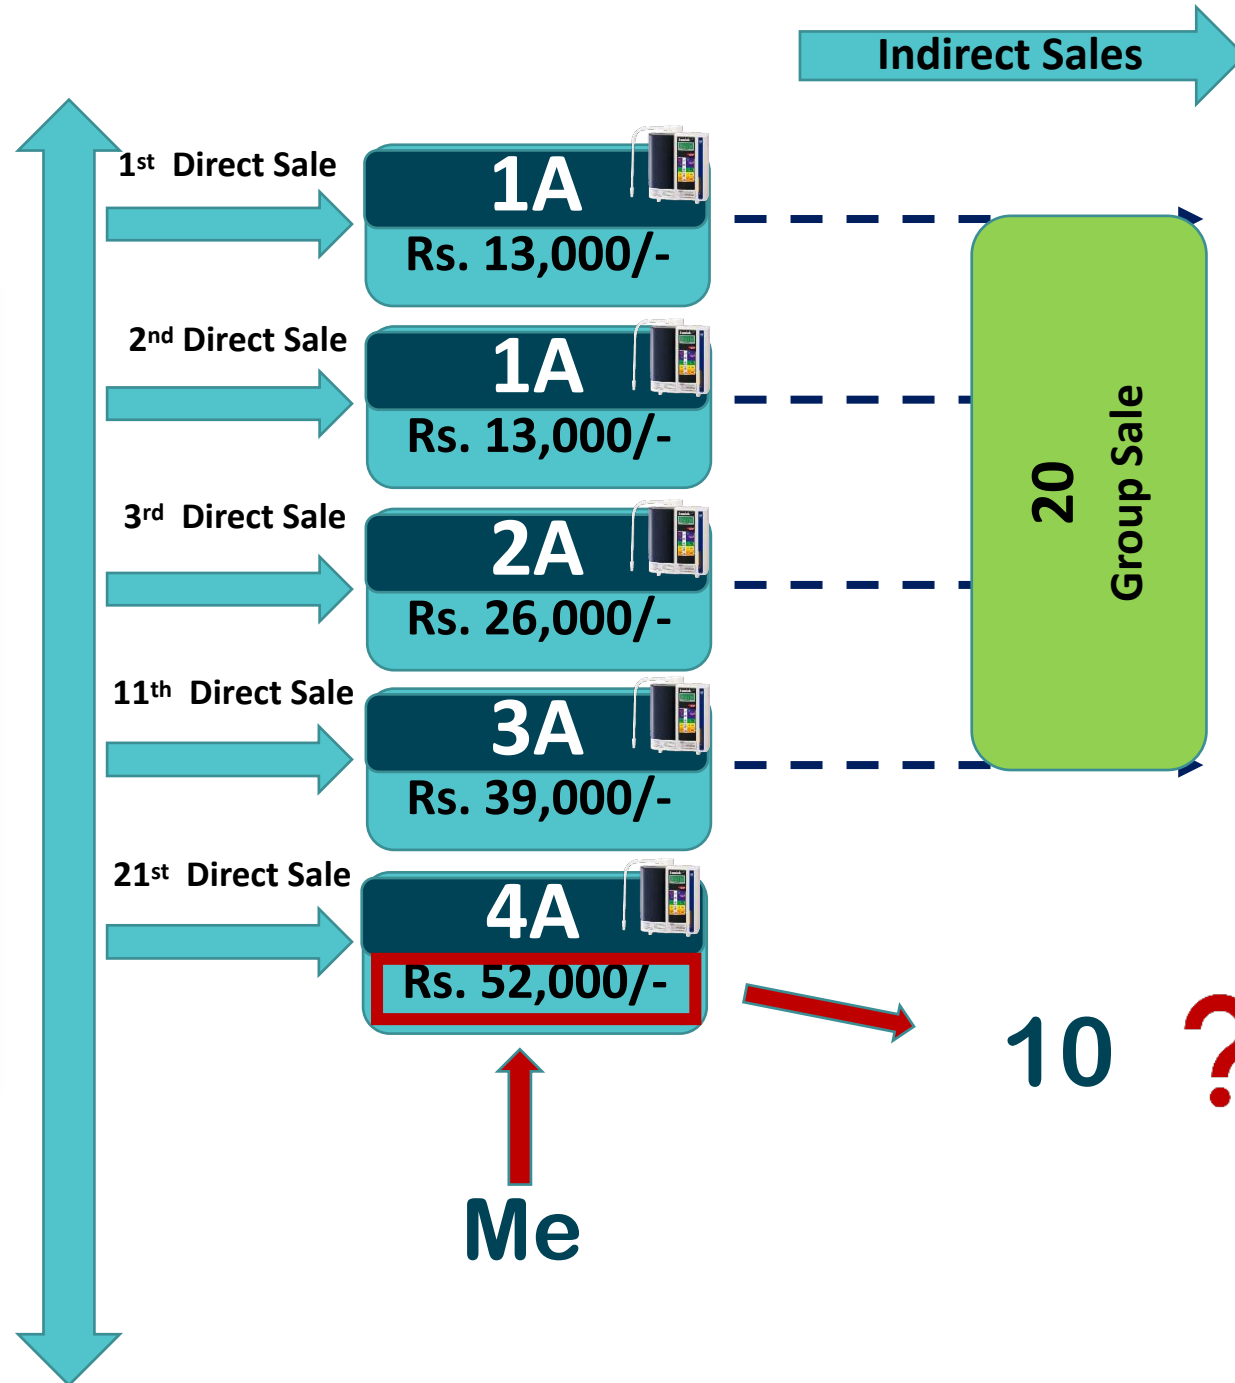 Indirect Sales
1st Direct Sale
1A
Rs. 13,000/-
2nd Direct Sale
1A
Rs. 13,000/-
3rd Direct Sale
2A
Rs. 26,000/-
11th Direct Sale
3A
Rs. 39,000/-
21st Direct Sale
4A
Rs. 52,000/-
20
Group Sale
10 ?
Me